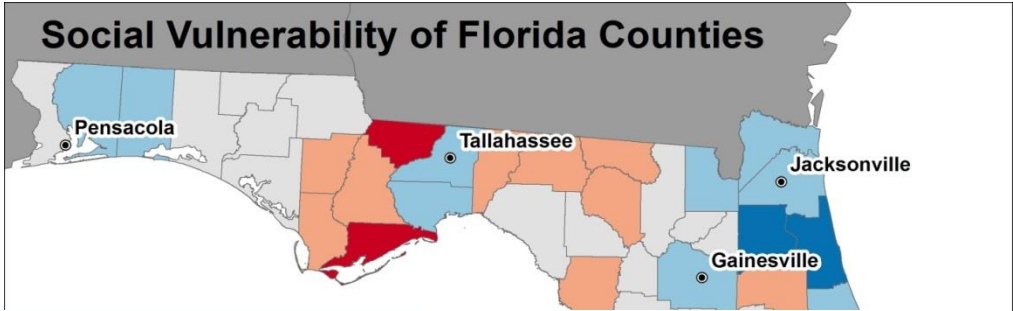 Social Vulnerability of Florida Counties
Pensacola
Tallahassee
Jacksonville
Gainesville